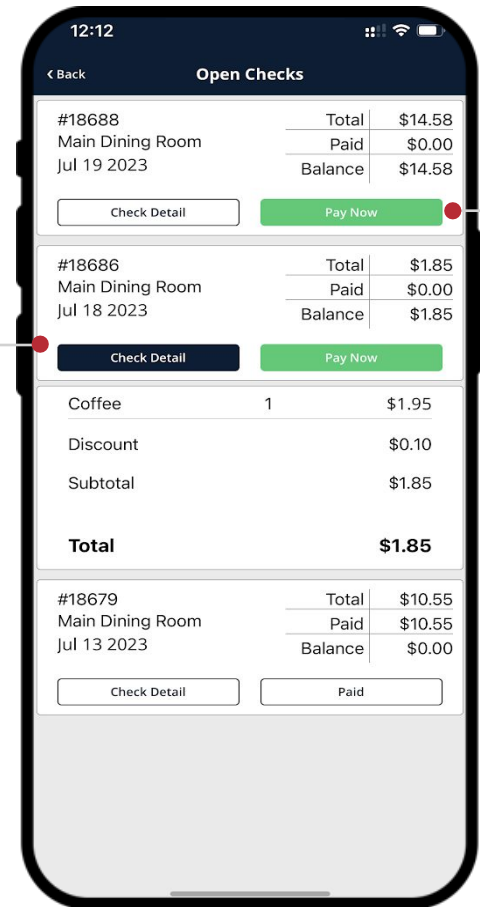 12:12
Back Open Checks
#18688 Total $14.58
Main Dining Room Paid $0.00
Jul 19 2023 Balance $14.58
Check Detail Pay Now
#18686 Total $1.85
Main Dining Room Paid $0.00
Jul 18 2023 Balance $1.85
Check Detail Pay Now
Coffee 1 $1.95
Discount $0.10
Subtotal $1.85
Total $1.85
#18679 Total $10.55
Main Dining Room Paid $10.55
Jul 13 2023 Balance $0.00
Check Detail Paid